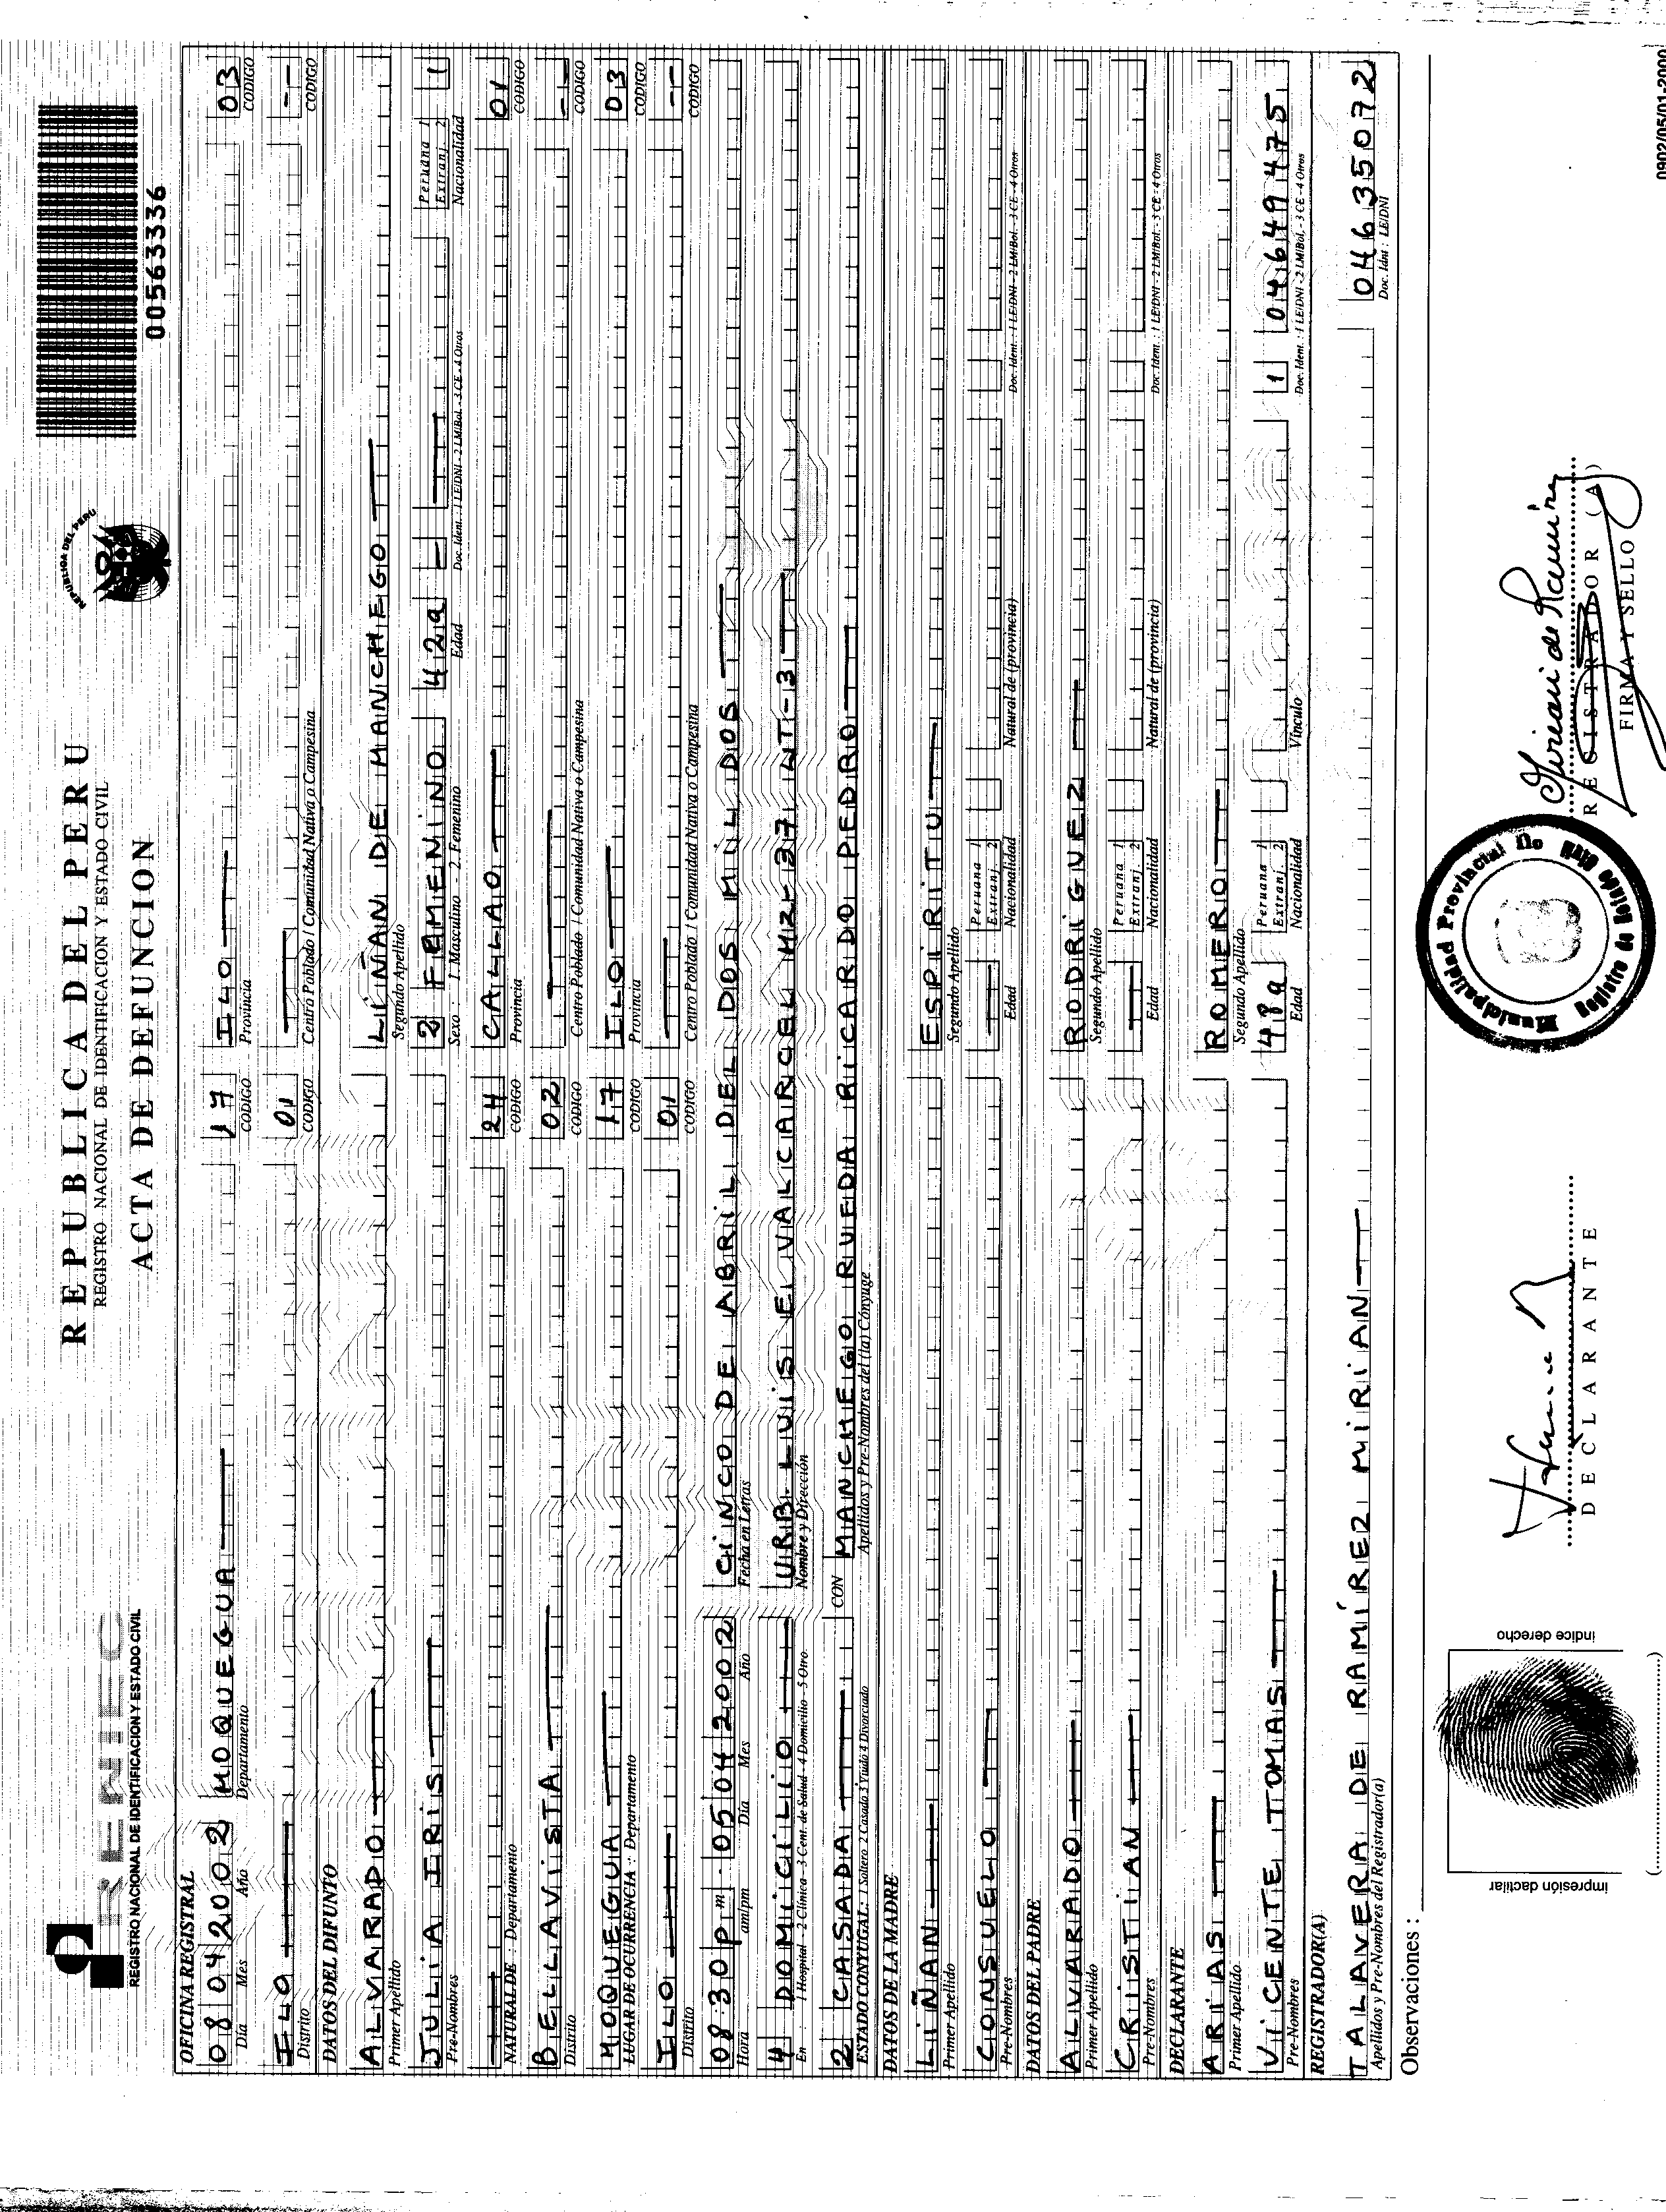 RENIEC
REGISTRO NACIONAL DE IDENTIFICACION Y ESTADO CIVIL
REPUBLICA DEL PERU
REGISTRO NACIONAL DE IDENTIFICACION Y ESTADO CIVIL
ACTA DE DEFUNCION
REPUBLICA DEL PERU
00563336
OFICINA REGISTRAL
08 04 2002 MOQUEGUA 17 ILO 03
Día Mes Año Departamento CODIGO Provincia CODIGO
ILO 01 --
Distrito CODIGO Centro Poblado / Comunidad Nativa o Campesina CODIGO
DATOS DEL DIFUNTO
ALVARADO LIÑAN DE MANCHEGO
Primer Apellido Segundo Apellido
JULIA IRIS 2 FEMENINO 42a - Peruana 1 Extranj. 2 1
Pre-Nombres Sexo : 1. Masculino 2. Femenino Edad Doc. Ident. : 1 LE/DNI - 2 LM/Bol. - 3 CE - 4 Otros Nacionalidad
24 CALLAO 01
NATURAL DE : Departamento CODIGO Provincia CODIGO
BELLAVISTA 02 --
Distrito CODIGO Centro Poblado / Comunidad Nativa o Campesina CODIGO
MOQUEGUA 17 ILO 03
LUGAR DE OCURRENCIA : Departamento CODIGO Provincia CODIGO
ILO 01 --
Distrito CODIGO Centro Poblado / Comunidad Nativa o Campesina CODIGO
08:30 pm 05 04 2002 CINCO DE ABRIL DEL DOS MIL DOS
Hora am/pm Día Mes Año Fecha en Letras
4 DOMICILIO URB. LUIS E VALCARCEL MZ-37 LT-3
En : 1 Hospital - 2 Clínica - 3 Cent. de Salud - 4 Domicilio - 5 Otro Nombre y Dirección
2 CASADA CON MANCHEGO RUEDA RICARDO PEDRO
ESTADO CONYUGAL: 1 Soltero 2 Casado 3 Viudo 4 Divorciado Apellidos y Pre-Nombres del (la) Cónyuge
DATOS DE LA MADRE
LIÑAN ESPIRITU
Primer Apellido Segundo Apellido
CONSUELO Peruana 1 Extranj. 2
Pre-Nombres Edad Nacionalidad Natural de (provincia) Doc. Ident. : 1 LE/DNI - 2 LM/Bol. - 3 CE - 4 Otros
DATOS DEL PADRE
ALVARADO RODRIGUEZ
Primer Apellido Segundo Apellido
CRISTIAN Peruana 1 Extranj. 2
Pre-Nombres Edad Nacionalidad Natural de (provincia) Doc. Ident. : 1 LE/DNI - 2 LM/Bol. - 3 CE - 4 Otros
DECLARANTE
ARIAS ROMERO
Primer Apellido Segundo Apellido
VICENTE TOMAS 48a Peruana 1 Extranj. 2 1 04649475
Pre-Nombres Edad Nacionalidad Vínculo Doc. Ident. : 1 LE/DNI - 2 LM/Bol. - 3 CE - 4 Otros
REGISTRADOR(A)
TALAVERA DE RAMÍREZ MIRIAN 04635072
Apellidos y Pre-Nombres del Registrador(a) Doc. Idnt : LE/DNI
Observaciones :
impresión dactilar
índice derecho
DECLARANTE
Municipalidad Provincial Ilo
Registro de Estado Civil
REGISTRADOR (A)
FIRMA Y SELLO
0902/05/01-2000